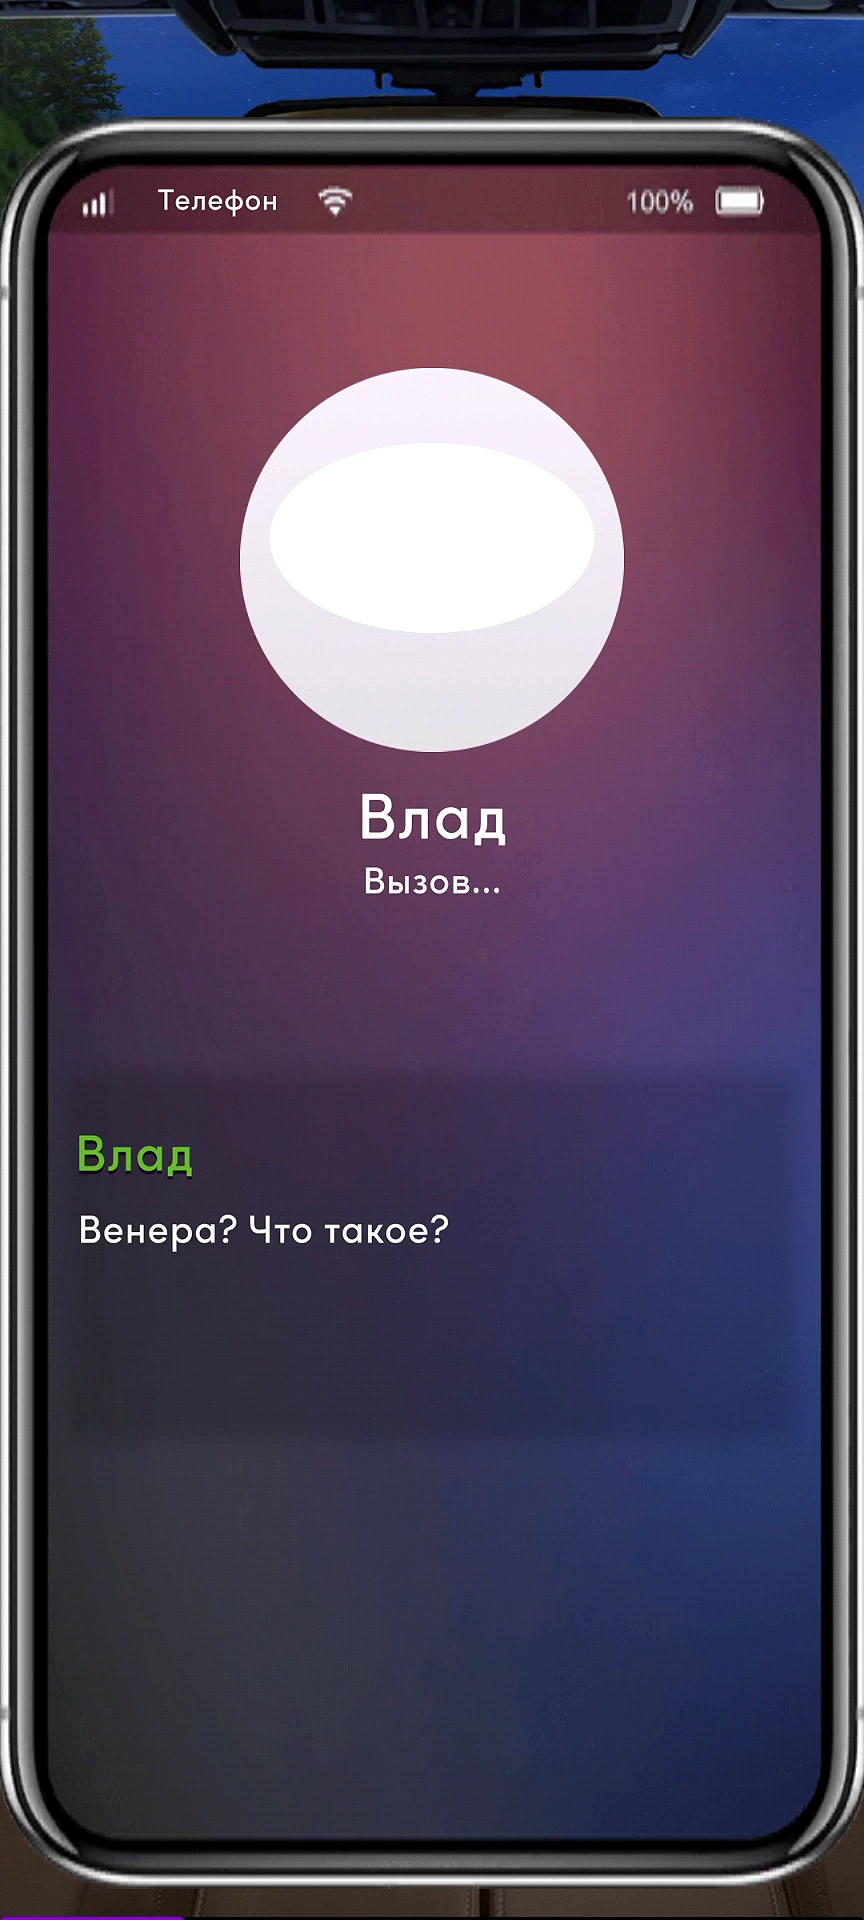 Телефон 100%
Влад
Вызов...
Влад
Венера? Что такое?